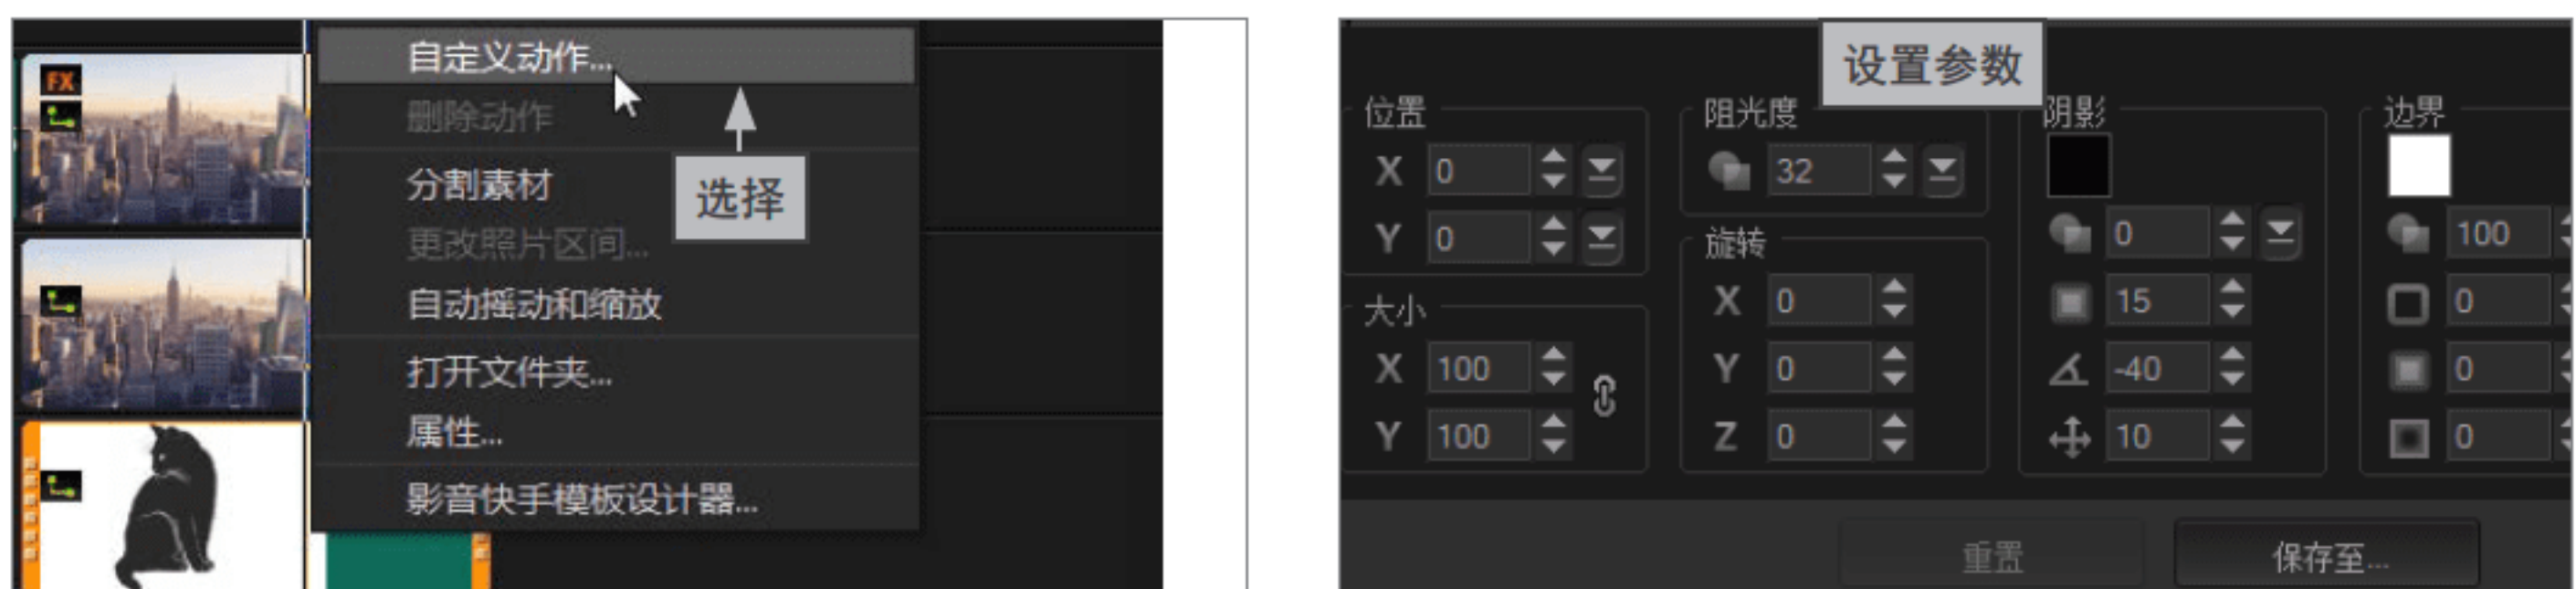 FX
自定义动作...
删除动作
选择
分割素材
更改照片区间...
自动摇动和缩放
打开文件夹...
属性...
影音快手模板设计器...
设置参数
位置
X 0
Y 0
大小
X 100
Y 100
阻光度
32
旋转
X 0
Y 0
Z 0
阴影
0
15
-40
10
边界
100
0
0
0
重置
保存至...